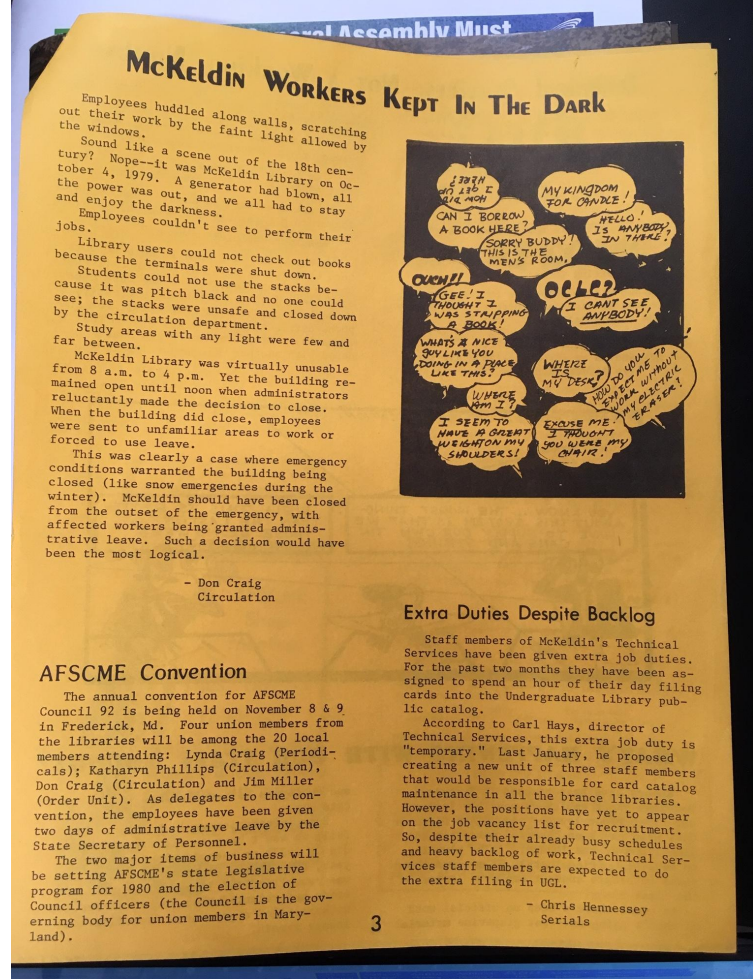 General Assembly Must
McKeldin Workers Kept In The Dark
Employees huddled along walls, scratching
out their work by the faint light allowed by
the windows.
Sound like a scene out of the 18th cen-
tury? Nope--it was McKeldin Library on Oc-
tober 4, 1979. A generator had blown, all
the power was out, and we all had to stay
and enjoy the darkness.
Employees couldn't see to perform their
jobs.
Library users could not check out books
because the terminals were shut down.
Students could not use the stacks be-
cause it was pitch black and no one could
see; the stacks were unsafe and closed down
by the circulation department.
Study areas with any light were few and
far between.
McKeldin Library was virtually unusable
from 8 a.m. to 4 p.m. Yet the building re-
mained open until noon when administrators
reluctantly made the decision to close.
When the building did close, employees
were sent to unfamiliar areas to work or
forced to use leave.
This was clearly a case where emergency
conditions warranted the building being
closed (like snow emergencies during the
winter). McKeldin should have been closed
from the outset of the emergency, with
affected workers being granted adminis-
trative leave. Such a decision would have
been the most logical.
- Don Craig
Circulation
HOW DID
I GET UP
HERE?
MY KINGDOM
FOR CANDLE!
CAN I BORROW
A BOOK HERE?
HELLO!
IS ANYBODY
IN THERE?
SORRY BUDDY!
THIS IS THE
MEN'S ROOM.
OUCH!!
GEE! I
THOUGHT I
WAS STRIPPING
A BOOK!
OCLC?
I CANT SEE
ANYBODY!
WHAT'S A NICE
GUY LIKE YOU
DOING IN A PLACE
LIKE THIS?
WHERE
IS
MY DESK?
HOW DO YOU
EXPECT ME TO
WORK WITHOUT
MY ELECTRIC
ERASER?
WHERE
AM I?
I SEEM TO
HAVE A GREAT
WEIGHT ON MY
SHOULDERS!
EXCUSE ME.
I THOUGHT
YOU WERE MY
CHAIR!
AFSCME Convention
The annual convention for AFSCME
Council 92 is being held on November 8 & 9
in Frederick, Md. Four union members from
the libraries will be among the 20 local
members attending: Lynda Craig (Periodi-
cals); Katharyn Phillips (Circulation),
Don Craig (Circulation) and Jim Miller
(Order Unit). As delegates to the con-
vention, the employees have been given
two days of administrative leave by the
State Secretary of Personnel.
The two major items of business will
be setting AFSCME's state legislative
program for 1980 and the election of
Council officers (the Council is the gov-
erning body for union members in Mary-
land).
Extra Duties Despite Backlog
Staff members of McKeldin's Technical
Services have been given extra job duties.
For the past two months they have been as-
signed to spend an hour of their day filing
cards into the Undergraduate Library pub-
lic catalog.
According to Carl Hays, director of
Technical Services, this extra job duty is
"temporary." Last January, he proposed
creating a new unit of three staff members
that would be responsible for card catalog
maintenance in all the brance libraries.
However, the positions have yet to appear
on the job vacancy list for recruitment.
So, despite their already busy schedules
and heavy backlog of work, Technical Ser-
vices staff members are expected to do
the extra filing in UGL.
- Chris Hennessey
Serials
3